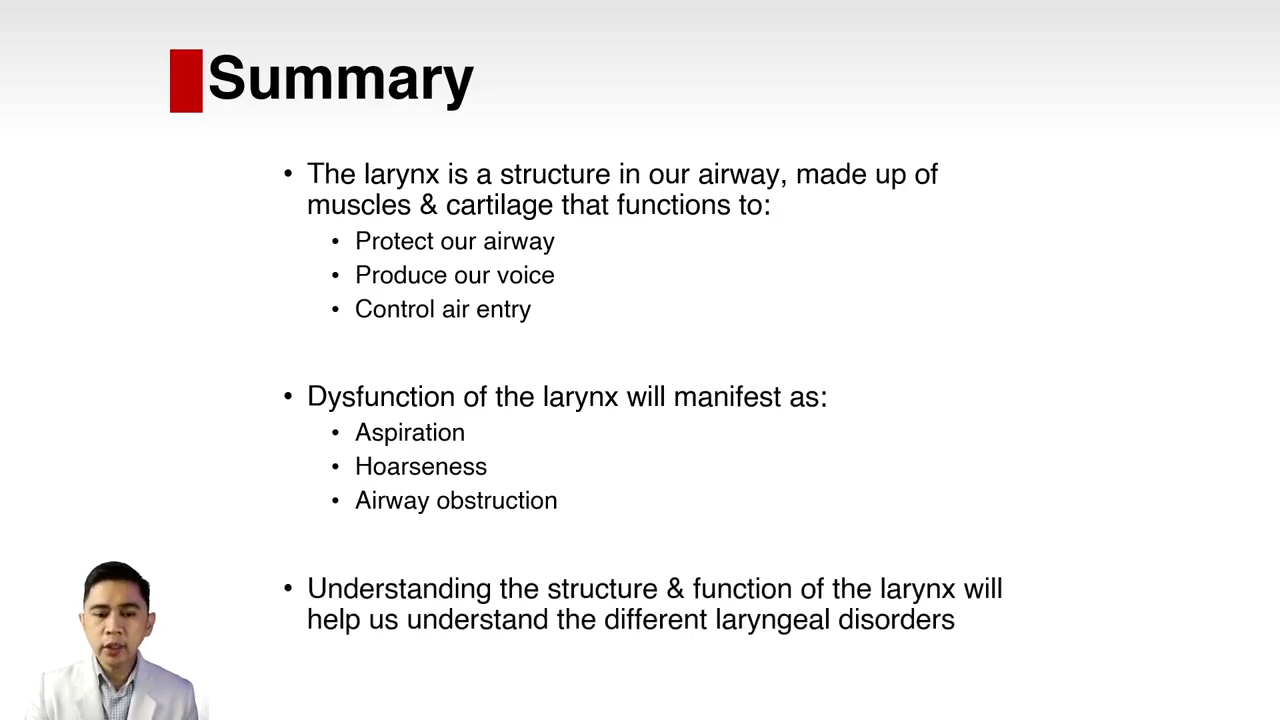 Summary
• The larynx is a structure in our airway, made up of
muscles & cartilage that functions to:
• Protect our airway
• Produce our voice
• Control air entry
• Dysfunction of the larynx will manifest as:
• Aspiration
• Hoarseness
• Airway obstruction
• Understanding the structure & function of the larynx will
help us understand the different laryngeal disorders